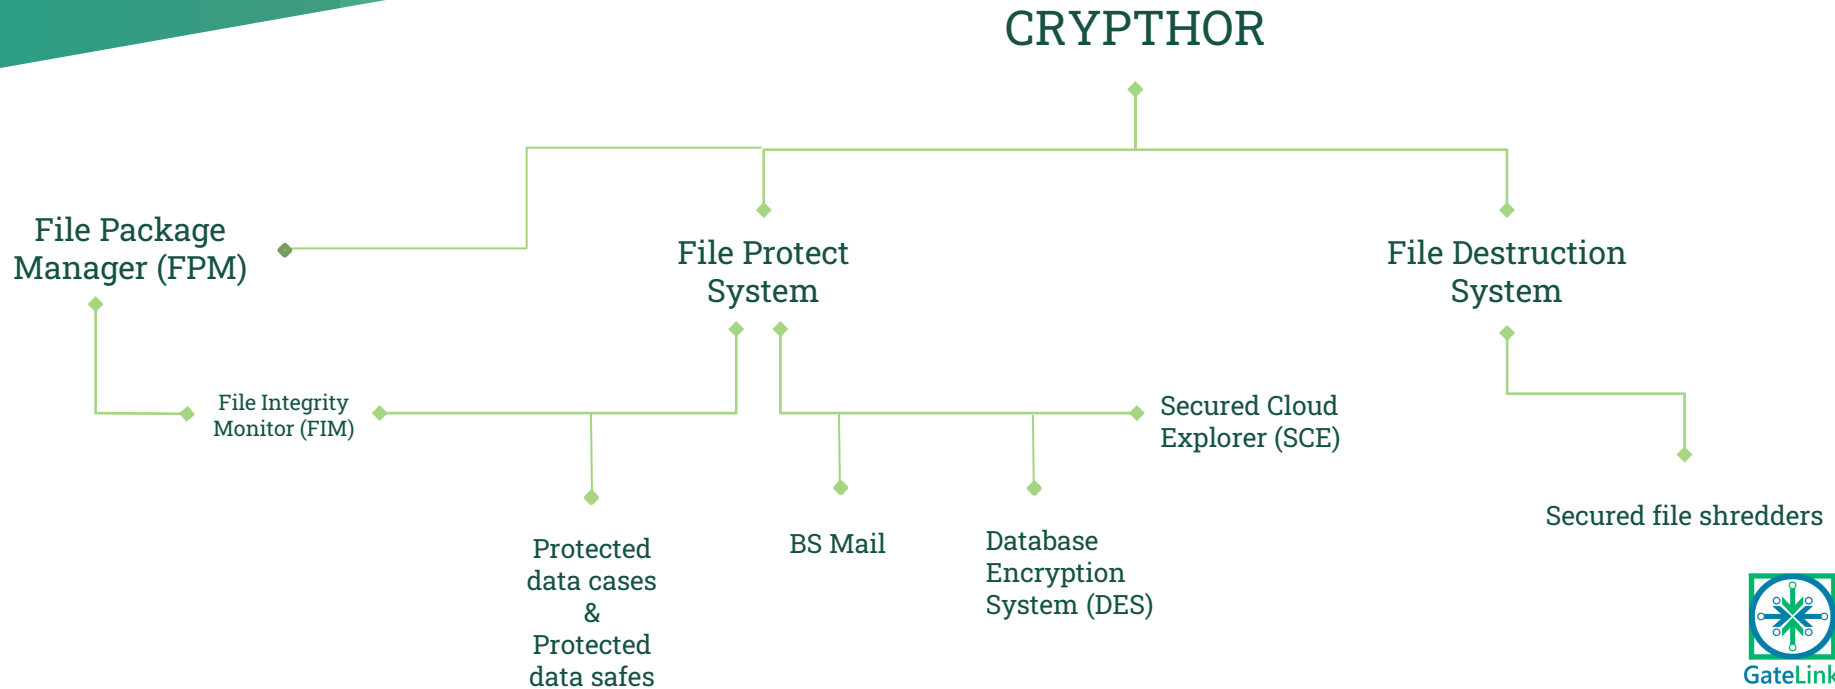 CRYPTHOR
File Package
Manager (FPM)
File Protect
System
File Destruction
System
File Integrity
Monitor (FIM)
Secured Cloud
Explorer (SCE)
Protected
data cases
&
Protected
data safes
BS Mail
Database
Encryption
System (DES)
Secured file shredders
GateLink